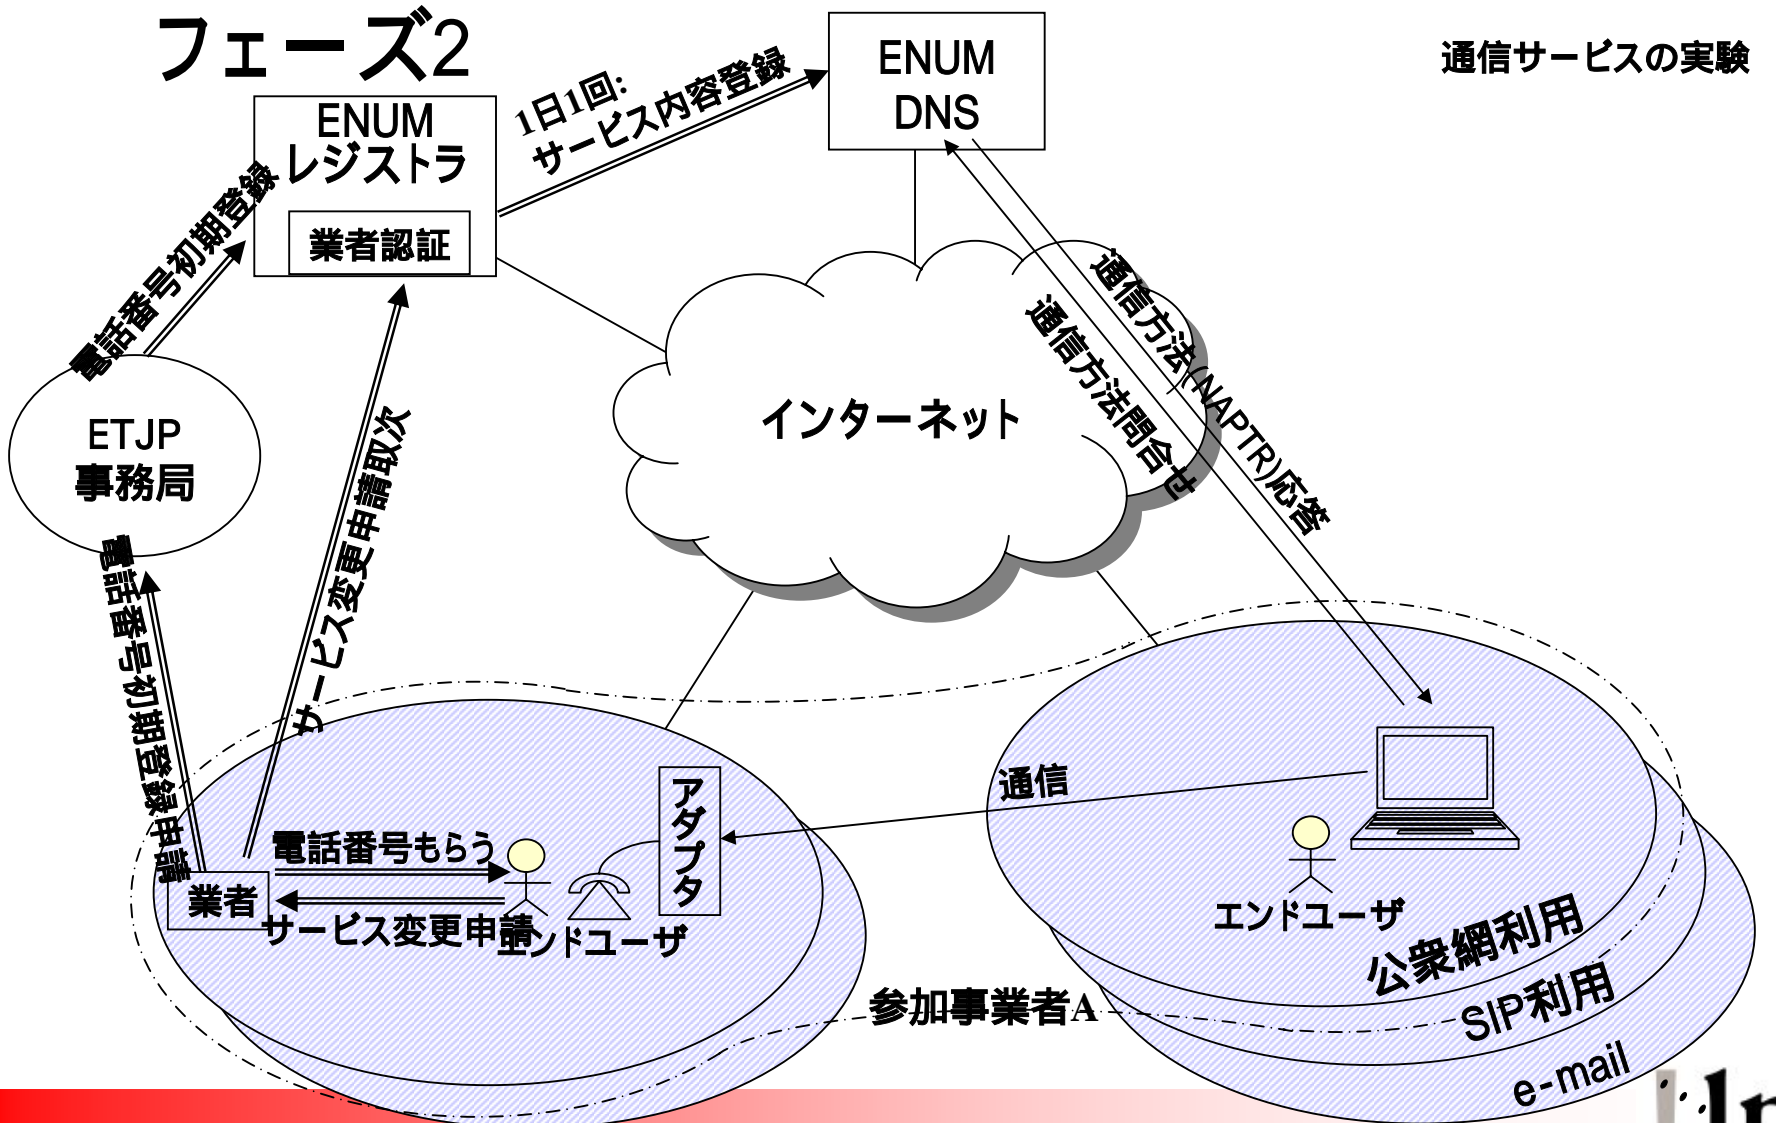 フェーズ2
通信サービスの実験
ENUM
レジストラ
業者認証
1日1回:
サービス内容登録
ENUM
DNS
電話番号初期登録
ETJP
事務局
サービス変更申請取次
電話番号初期登録申請
インターネット
通信方法(NAPTR)応答
通信方法問合せ
通信
アダプタ
電話番号もらう
業者
サービス変更申請
エンドユーザ
エンドユーザ
公衆網利用
SIP利用
e-mail
参加事業者A